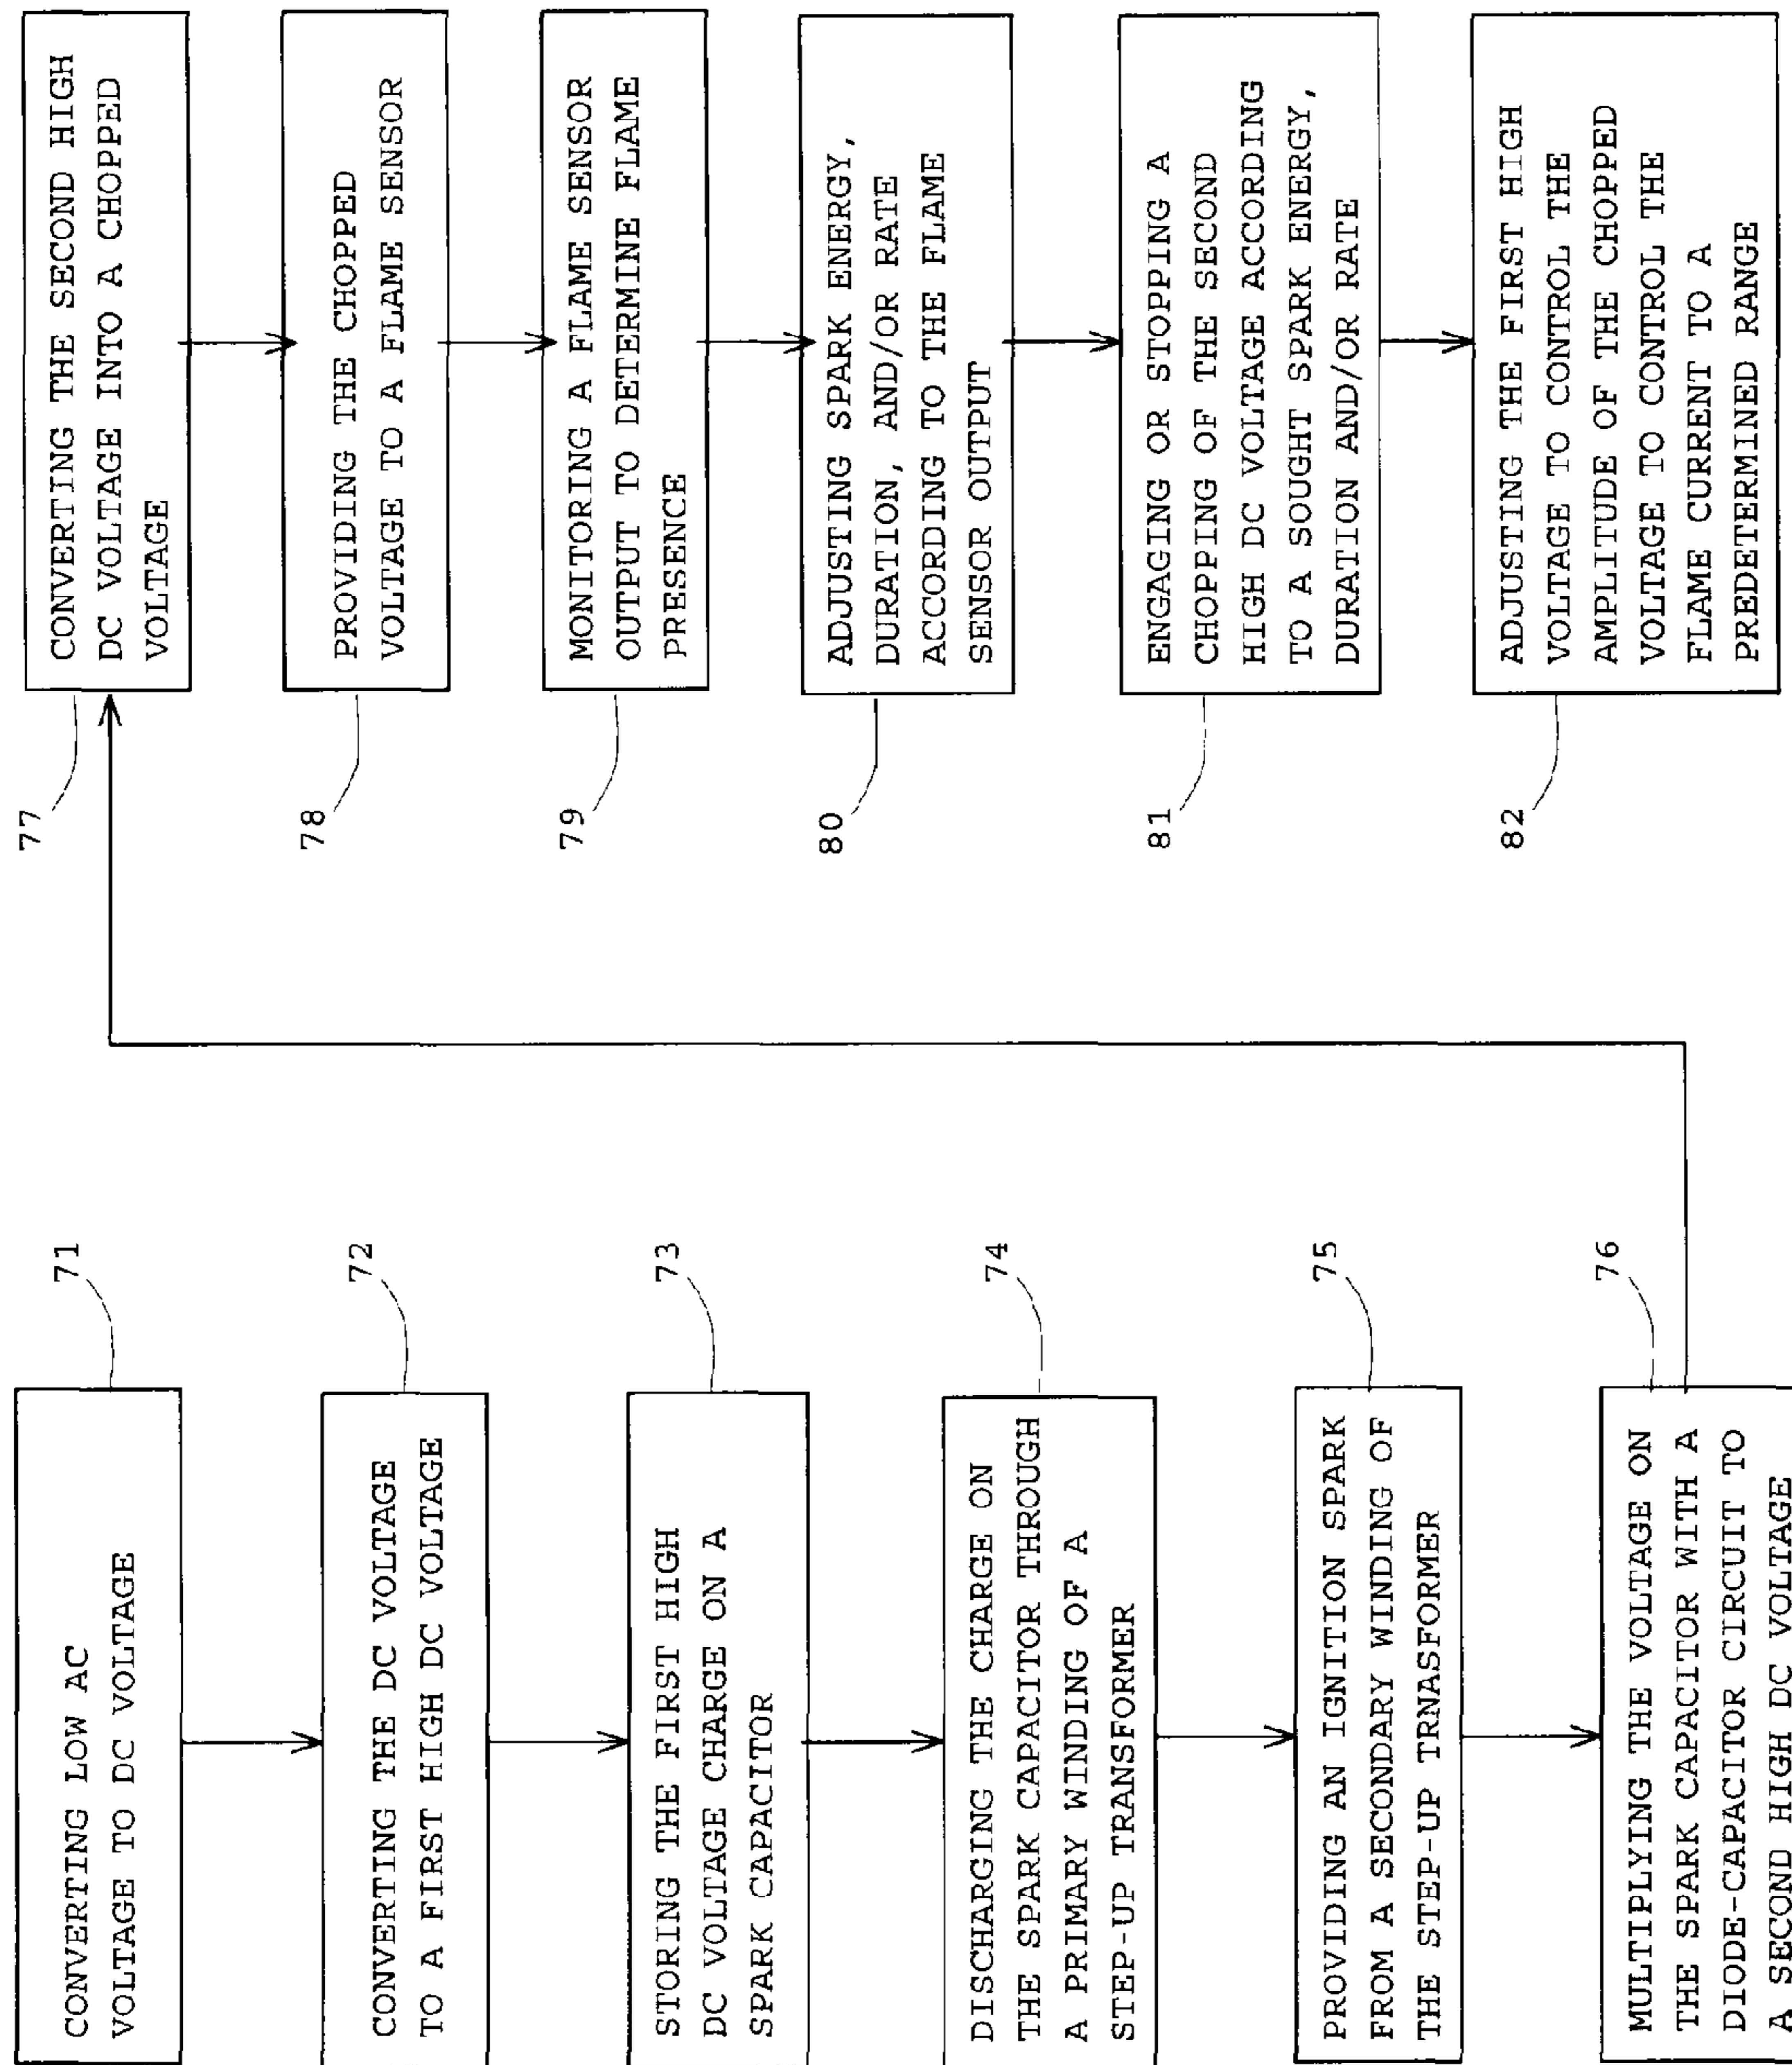 71
CONVERTING LOW AC
VOLTAGE TO DC VOLTAGE
72
CONVERTING THE DC VOLTAGE
TO A FIRST HIGH DC VOLTAGE
73
STORING THE FIRST HIGH
DC VOLTAGE CHARGE ON A
SPARK CAPACITOR
74
DISCHARGING THE CHARGE ON
THE SPARK CAPACITOR THROUGH
A PRIMARY WINDING OF A
STEP-UP TRANSFORMER
75
PROVIDING AN IGNITION SPARK
FROM A SECONDARY WINDING OF
THE STEP-UP TRNASFORMER
76
MULTIPLYING THE VOLTAGE ON
THE SPARK CAPACITOR WITH A
DIODE-CAPACITOR CIRCUIT TO
A SECOND HIGH DC VOLTAGE
77
CONVERTING THE SECOND HIGH
DC VOLTAGE INTO A CHOPPED
VOLTAGE
78
PROVIDING THE CHOPPED
VOLTAGE TO A FLAME SENSOR
79
MONITORING A FLAME SENSOR
OUTPUT TO DETERMINE FLAME
PRESENCE
80
ADJUSTING SPARK ENERGY,
DURATION, AND/OR RATE
ACCORDING TO THE FLAME
SENSOR OUTPUT
81
ENGAGING OR STOPPING A
CHOPPING OF THE SECOND
HIGH DC VOLTAGE ACCORDING
TO A SOUGHT SPARK ENERGY,
DURATION AND/OR RATE
82
ADJUSTING THE FIRST HIGH
VOLTAGE TO CONTROL THE
AMPLITUDE OF THE CHOPPED
VOLTAGE TO CONTROL THE
FLAME CURRENT TO A
PREDETERMINED RANGE